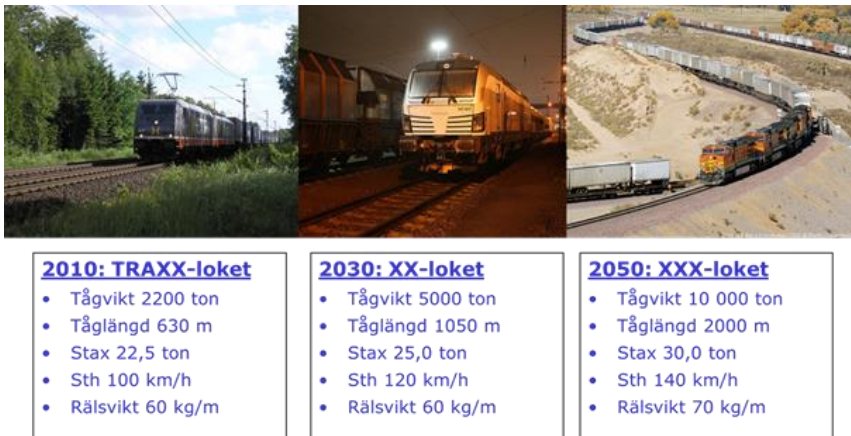 2010: TRAXX-loket
• Tågvikt 2200 ton
• Tåglängd 630 m
• Stax 22,5 ton
• Sth 100 km/h
• Rälsvikt 60 kg/m
2030: XX-loket
• Tågvikt 5000 ton
• Tåglängd 1050 m
• Stax 25,0 ton
• Sth 120 km/h
• Rälsvikt 60 kg/m
2050: XXX-loket
• Tågvikt 10 000 ton
• Tåglängd 2000 m
• Stax 30,0 ton
• Sth 140 km/h
• Rälsvikt 70 kg/m